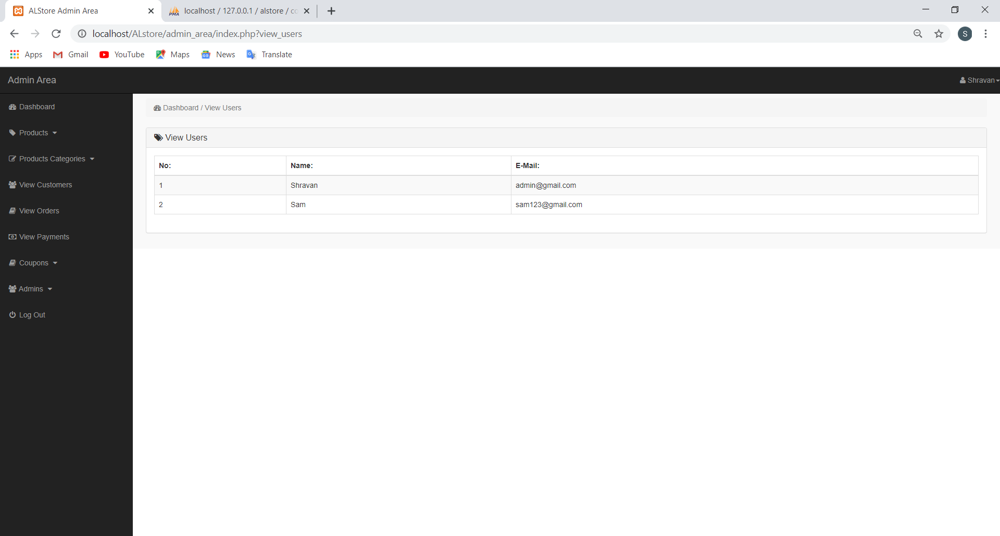 ALStore Admin Area
PMA
localhost / 127.0.0.1 / alstore / co
localhost/ALstore/admin_area/index.php?view_users
S
Apps Gmail YouTube Maps News Translate
Admin Area
Shravan
Dashboard
Products
Products Categories
View Customers
View Orders
View Payments
Coupons
Admins
Log Out
Dashboard / View Users
View Users
No: Name: E-Mail:
1 Shravan admin@gmail.com
2 Sam sam123@gmail.com